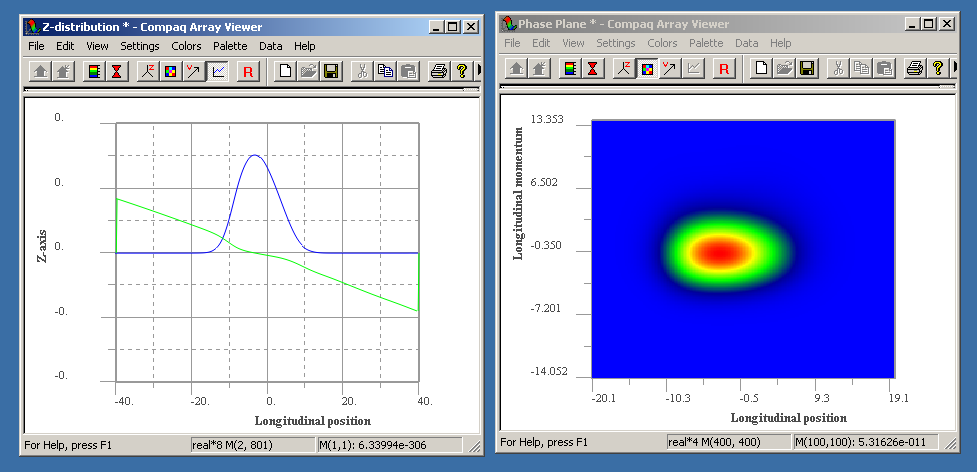 Z-distribution * - Compaq Array Viewer
File Edit View Settings Colors Palette Data Help
R
0.
0.
0.
-0.
-0.
Z-axis
-40. -20. 0. 20. 40.
Longitudinal position
For Help, press F1 real*8 M(2, 801) M(1,1): 6.33994e-306
Phase Plane * - Compaq Array Viewer
File Edit View Settings Colors Palette Data Help
R
13.353
6.502
-0.350
-7.201
-14.052
Longitudinal momentum
-20.1 -10.3 -0.5 9.3 19.1
Longitudinal position
For Help, press F1 real*4 M(400, 400) M(100,100): 5.31626e-011